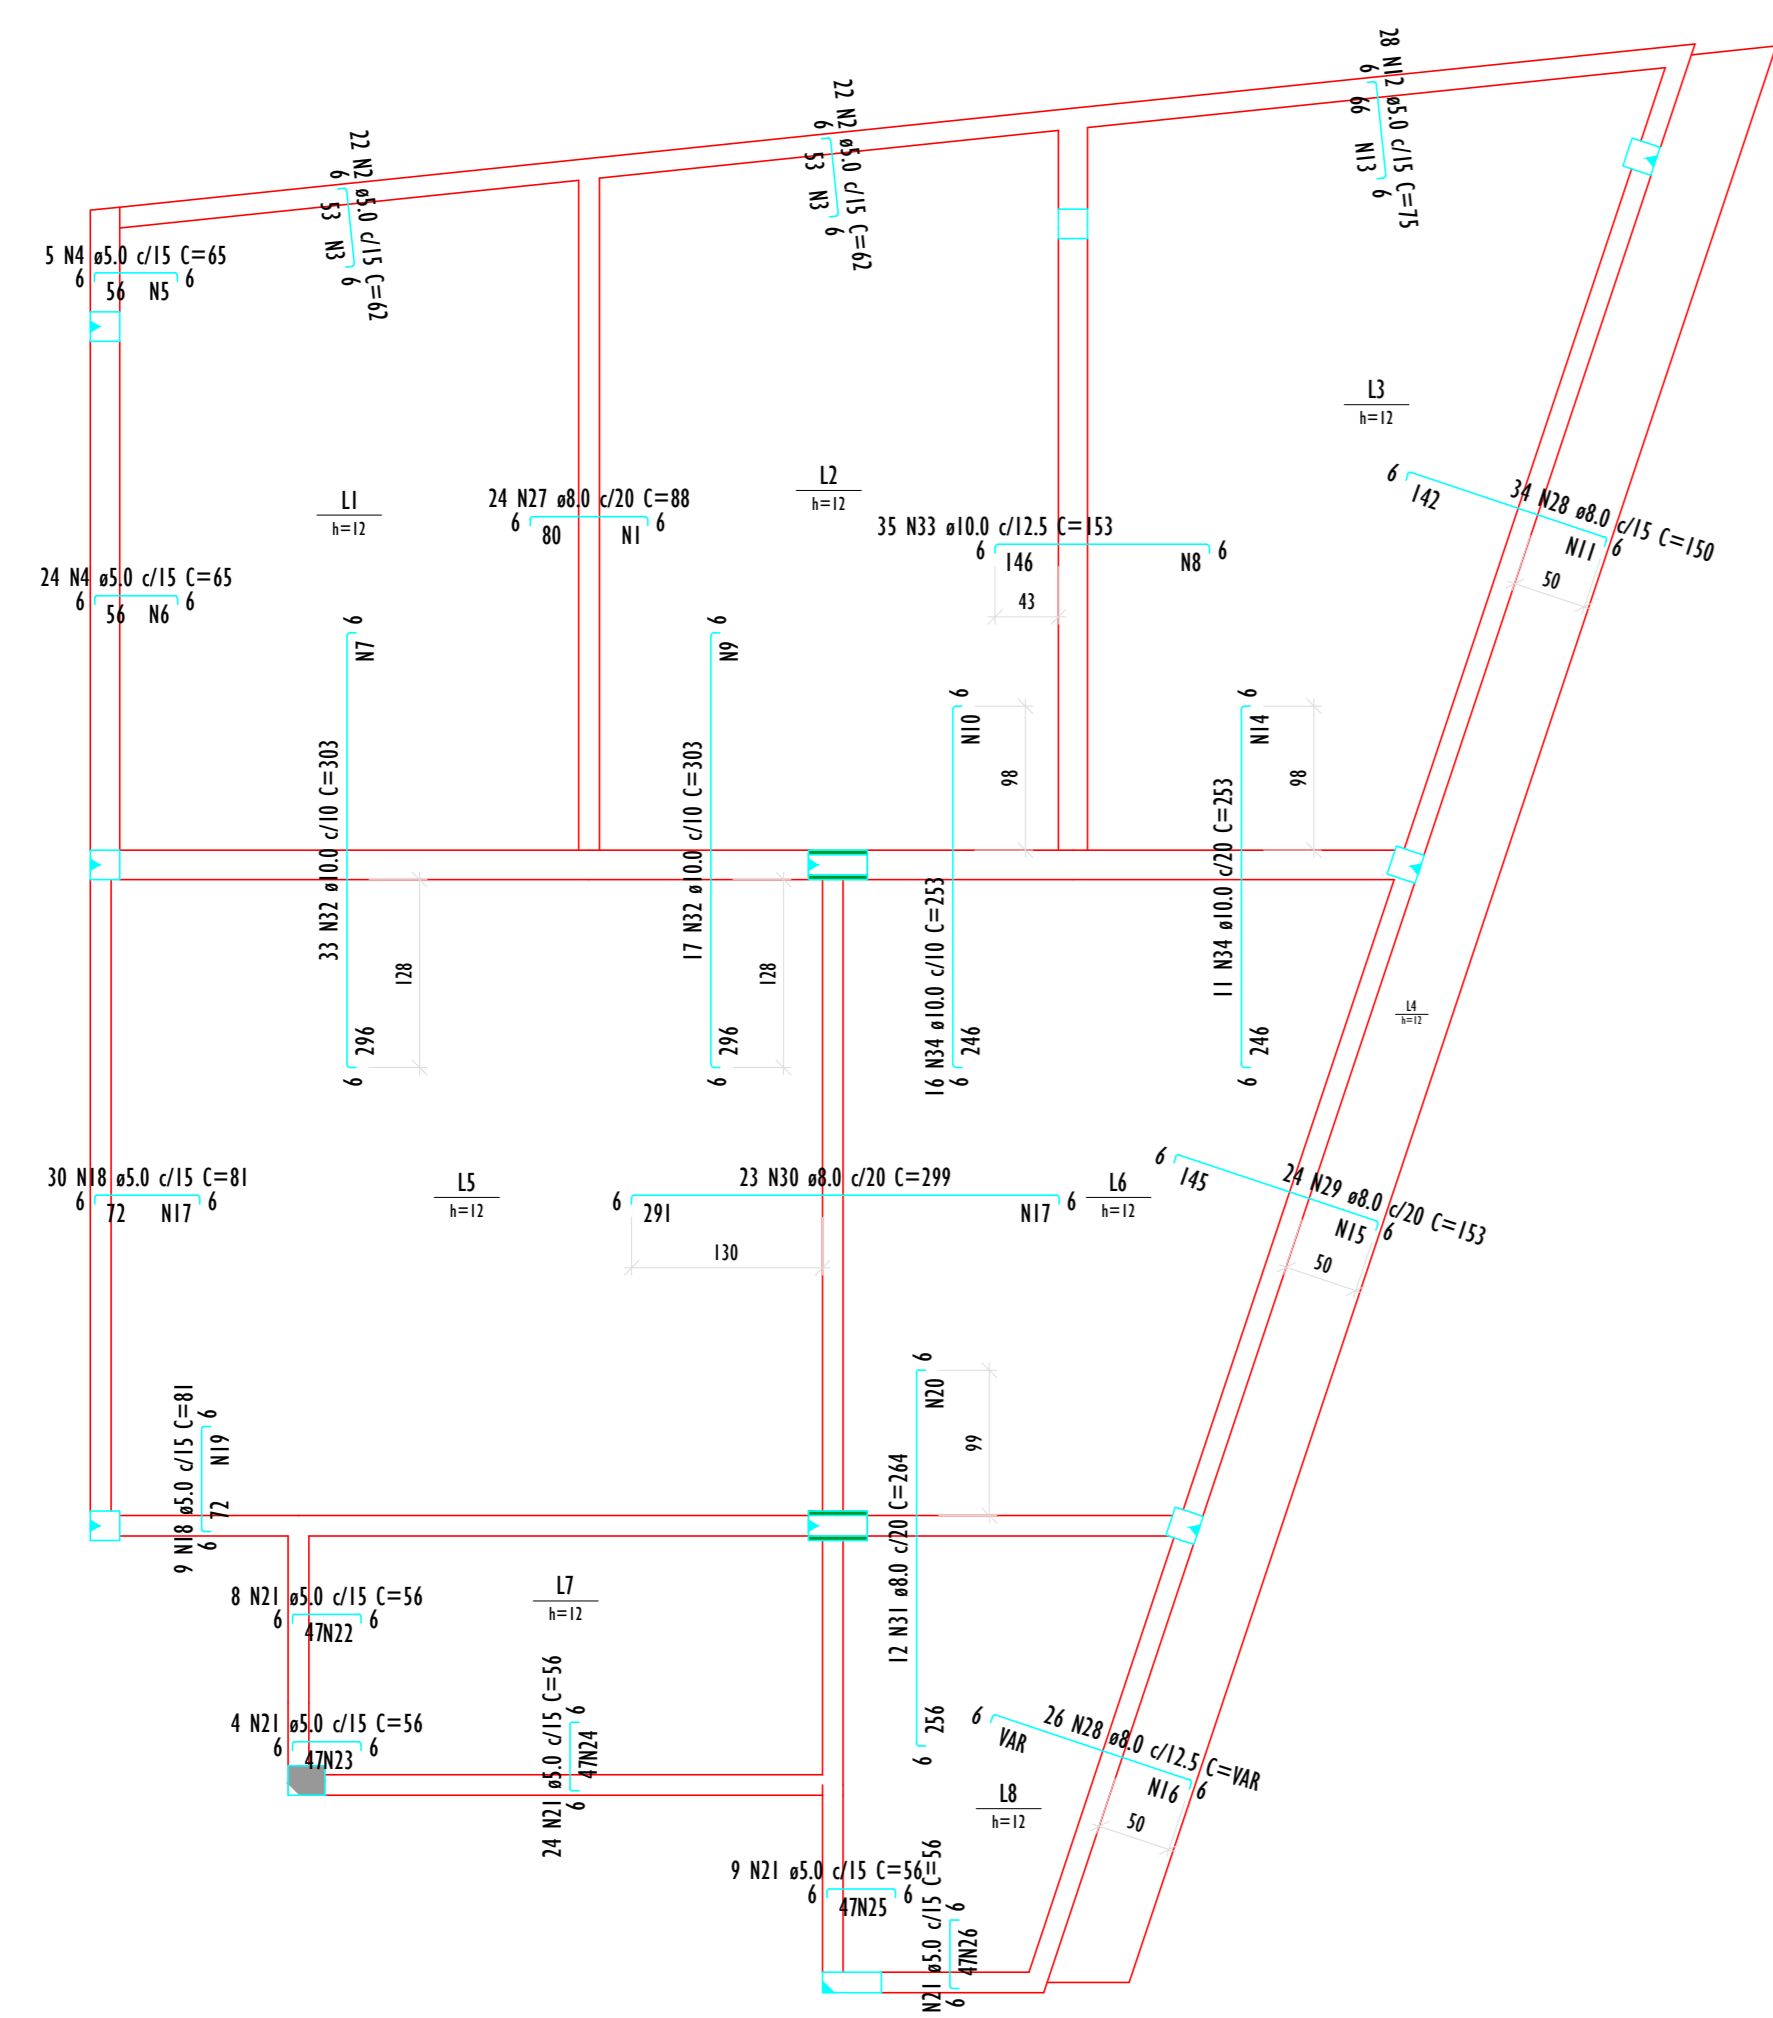 28 N12 ø5.0 c/15 C=75
6 66 N13 6
22 N2 ø5.0 c/15 C=62
6 53 N3 6
22 N2 ø5.0 c/15 C=62
6 53 N3 6
5 N4 ø5.0 c/15 C=65
6 56 N5 6
L3
h=12
L2
h=12
L1
h=12
24 N27 ø8.0 c/20 C=88
6 80 N1 6
35 N33 ø10.0 c/12.5 C=153
6 146 N8 6
43
34 N28 ø8.0 c/15 C=150
6 142 N11 6
50
24 N4 ø5.0 c/15 C=65
6 56 N6 6
33 N32 ø10.0 c/10 C=303
6 296 N7 6
128
17 N32 ø10.0 c/10 C=303
6 296 N9 6
128
16 N34 ø10.0 c/10 C=253
6 246 N10 6
98
11 N34 ø10.0 c/20 C=253
6 246 N14 6
98
L4
h=12
30 N18 ø5.0 c/15 C=81
6 72 N17 6
L5
h=12
23 N30 ø8.0 c/20 C=299
6 291 N17 6
130
L6
h=12
24 N29 ø8.0 c/20 C=153
6 145 N15 6
50
9 N18 ø5.0 c/15 C=81
6 72 N19 6
12 N31 ø8.0 c/20 C=264
6 256 N20 6
99
8 N21 ø5.0 c/15 C=56
6 47N22 6
L7
h=12
4 N21 ø5.0 c/15 C=56
6 47N23 6
24 N21 ø5.0 c/15 C=56
6 47N24 6
26 N28 ø8.0 c/12.5 C=VAR
6 VAR N16 6
50
L8
h=12
9 N21 ø5.0 c/15 C=56
6 47N25 6
N21 ø5.0 c/15 C=56
6 47N26 6